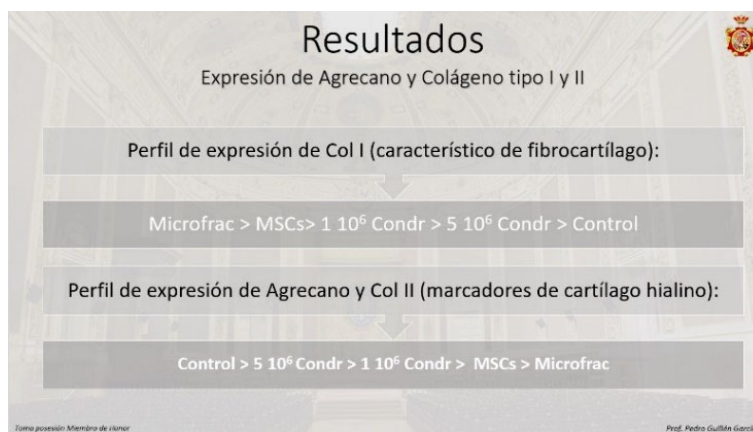 Resultados
Expresión de Agrecano y Colágeno tipo I y II
Perfil de expresión de Col I (característico de fibrocartílago):
Microfrac > MSCs> 1 10⁶ Condr > 5 10⁶ Condr > Control
Perfil de expresión de Agrecano y Col II (marcadores de cartílago hialino):
Control > 5 10⁶ Condr > 1 10⁶ Condr > MSCs > Microfrac
Toma posesión Miembro de Honor
Prof. Pedro Guillén García